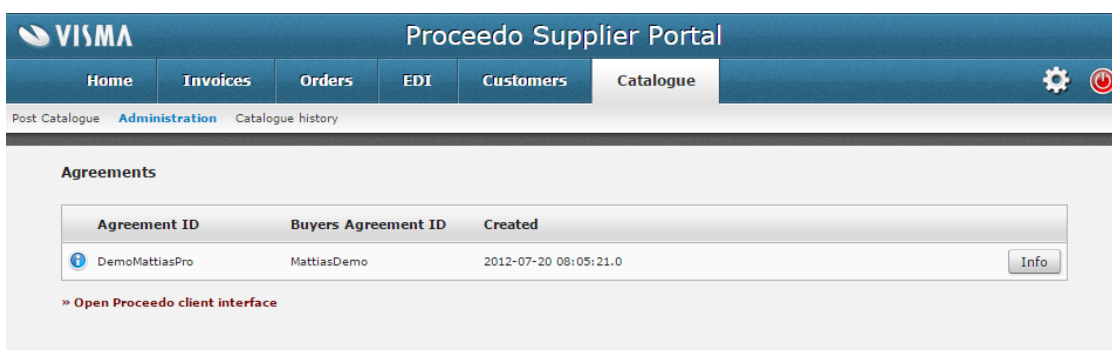 VISMA Proceedo Supplier Portal
Home Invoices Orders EDI Customers Catalogue
Post Catalogue Administration Catalogue history
Agreements
Agreement ID Buyers Agreement ID Created
DemoMattiasPro MattiasDemo 2012-07-20 08:05:21.0 Info
» Open Proceedo client interface